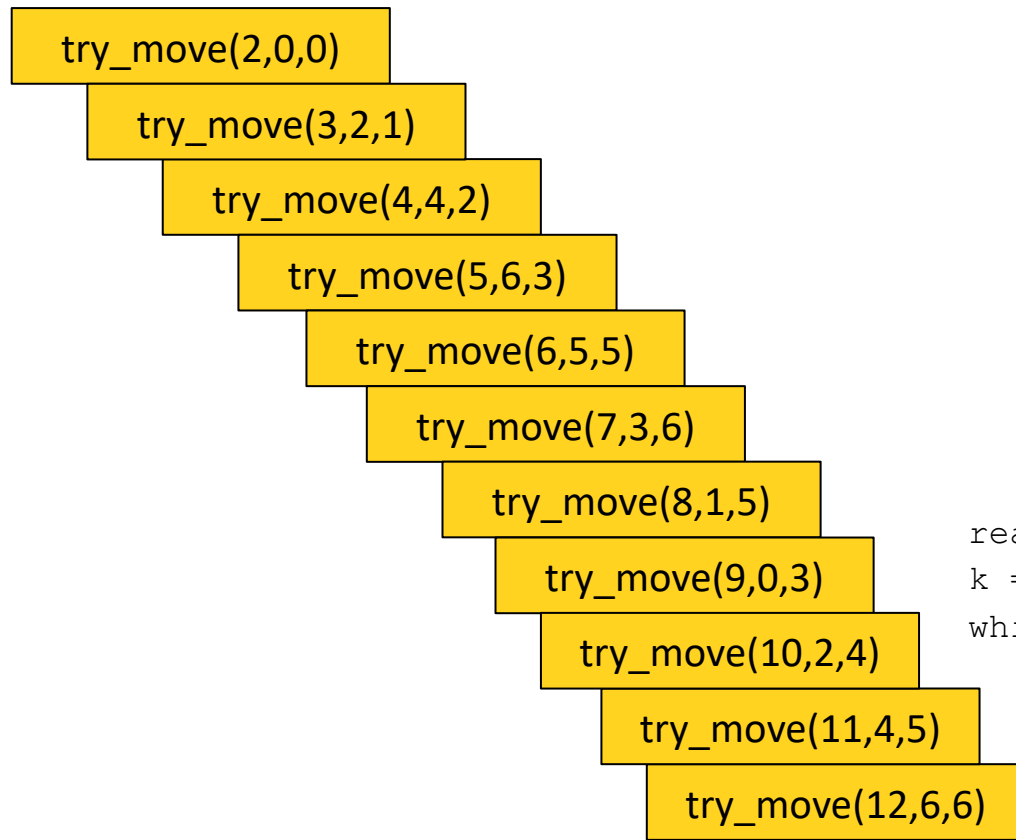 try_move(2,0,0)
try_move(3,2,1)
try_move(4,4,2)
try_move(5,6,3)
try_move(6,5,5)
try_move(7,3,6)
try_move(8,1,5)
try_move(9,0,3)
try_move(10,2,4)
try_move(11,4,5)
try_move(12,6,6)
rea
k =
whi